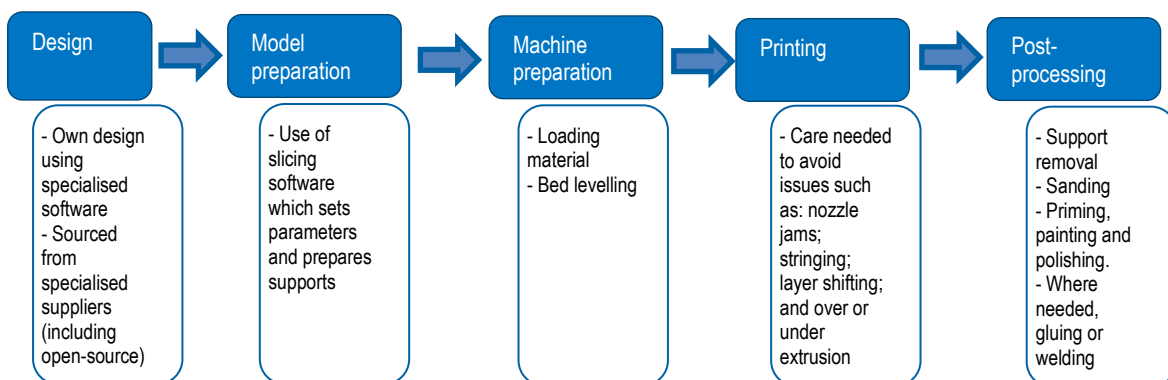 Design
- Own design
using
specialised
software
- Sourced
from
specialised
suppliers
(including
open-source)
Model
preparation
- Use of
slicing
software
which sets
parameters
and prepares
supports
Machine
preparation
- Loading
material
- Bed levelling
Printing
- Care needed
to avoid
issues such
as: nozzle
jams;
stringing;
layer shifting;
and over or
under
extrusion
Post-
processing
- Support
removal
- Sanding
- Priming,
painting and
polishing.
- Where
needed,
gluing or
welding